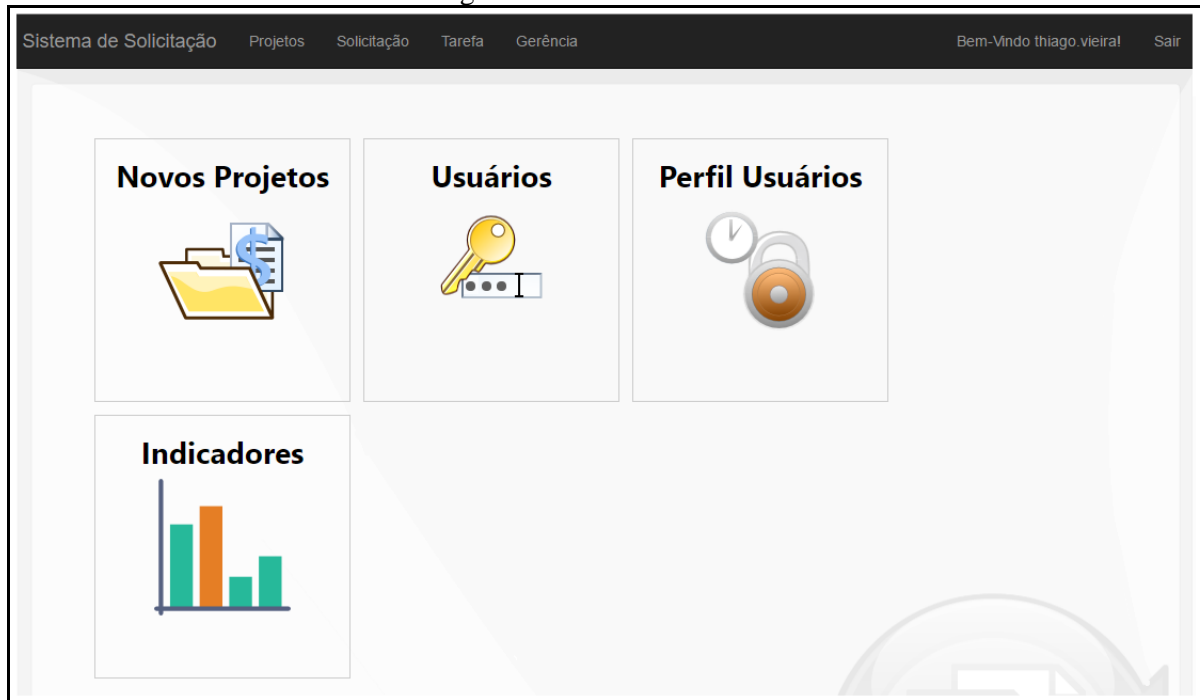 Sistema de Solicitação Projetos Solicitação Tarefa Gerência Bem-Vindo thiago.vieira! Sair
Novos Projetos Usuários Perfil Usuários
$
Indicadores